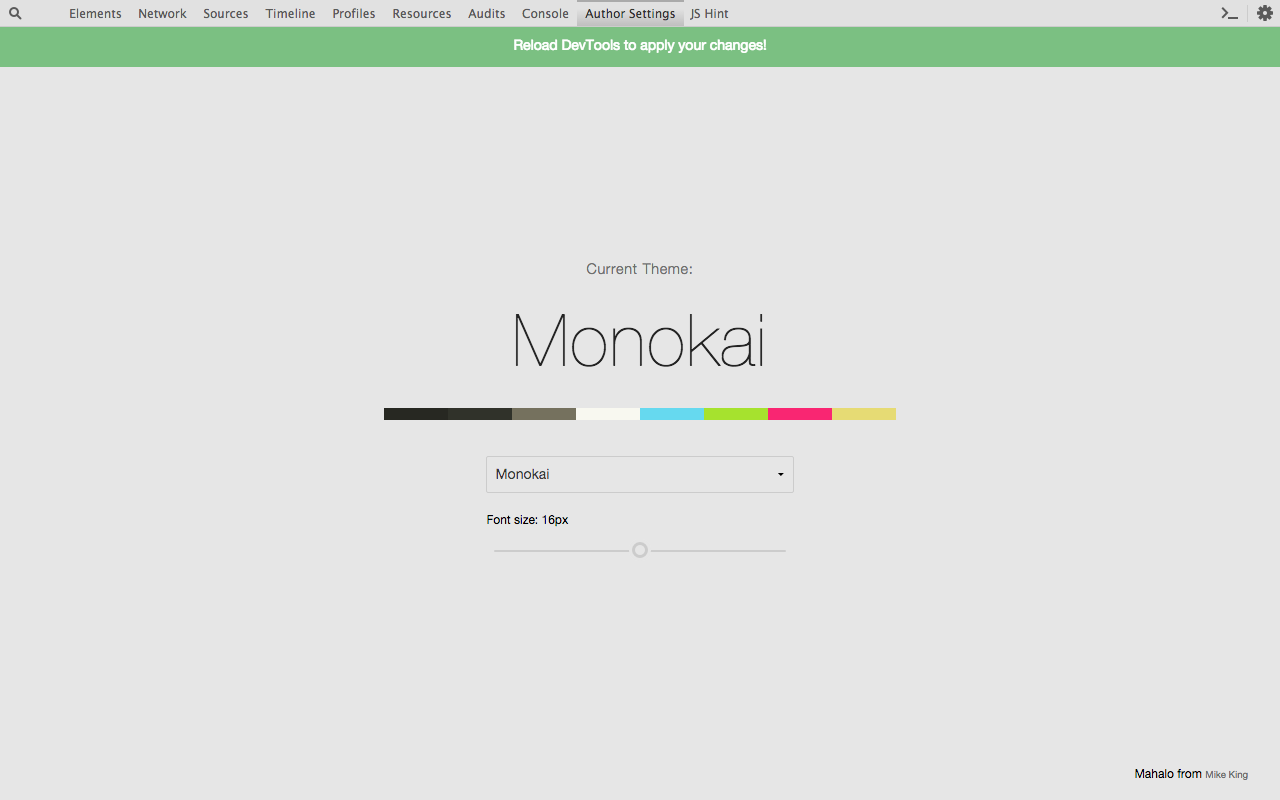 Elements Network Sources Timeline Profiles Resources Audits Console Author Settings JS Hint
Reload DevTools to apply your changes!
Current Theme:
Monokai
Monokai
Font size: 16px
Mahalo from Mike King